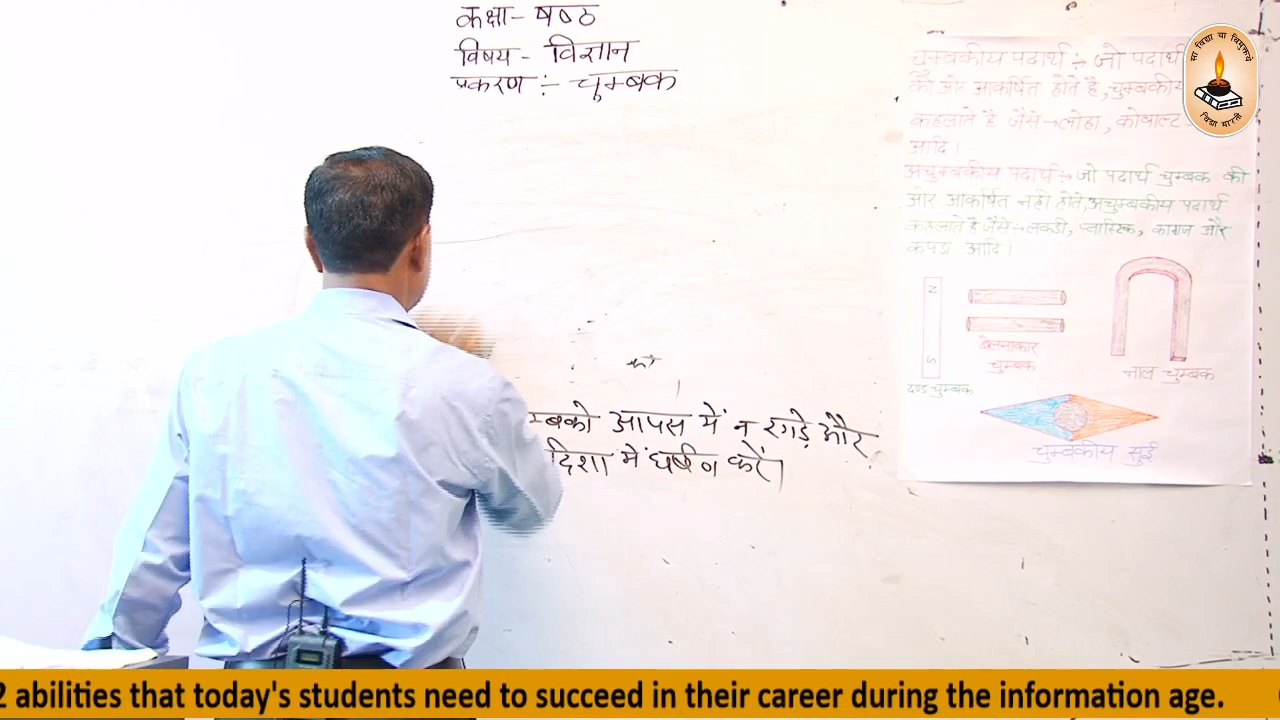 कक्षा- षष्ठ
विषय - विज्ञान
प्रकरण :- चुम्बक
को
म्बको आपस में न रगड़े और
दिशा में घर्षण करें।
चुम्बकीय पदार्थ :- जो पदार्थ
की ओर आकर्षित होते है, चुम्बकीय
कहलाते है जैसे→लोहा, कोबाल्ट
आदि।
अचुम्बकीय पदार्थ :- जो पदार्थ चुम्बक की
ओर आकर्षित नही होते, अचुम्बकीय पदार्थ
कहलाते है जैसे→लकडी, प्लास्टिक, कागज और
कपडा आदि।
N
S
दण्ड चुम्बक
बेलनाकार
चुम्बक
नाल चुम्बक
चुम्बकीय सुई
सा विद्या या विमुक्तये
विद्या भारती
2 abilities that today's students need to succeed in their career during the information age.